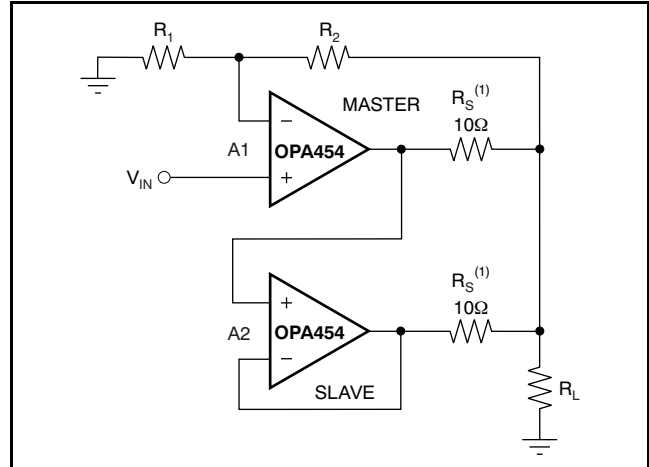 R1
R2
MASTER
RS(1)
10Ω
A1
OPA454
−
+
VIN
RS(1)
10Ω
A2
OPA454
+
−
SLAVE
RL